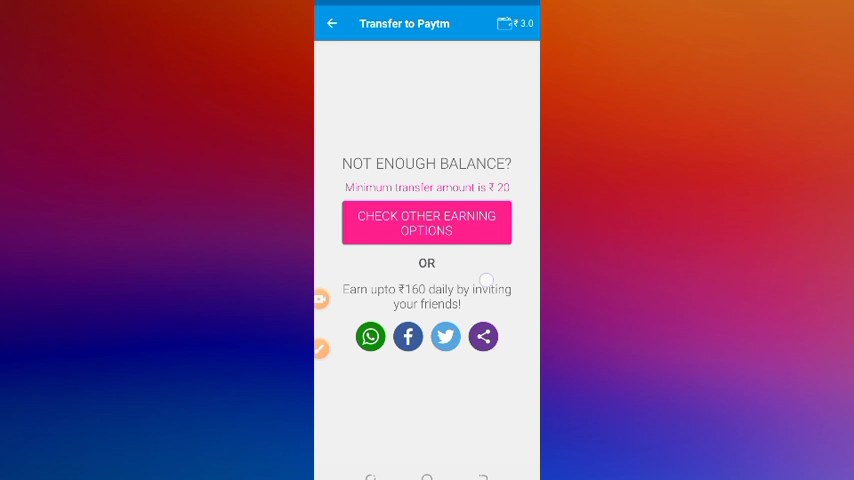 Transfer to Paytm
₹ 3.0
NOT ENOUGH BALANCE?
Minimum transfer amount is ₹ 20
CHECK OTHER EARNING
OPTIONS
OR
Earn upto ₹160 daily by inviting
your friends!